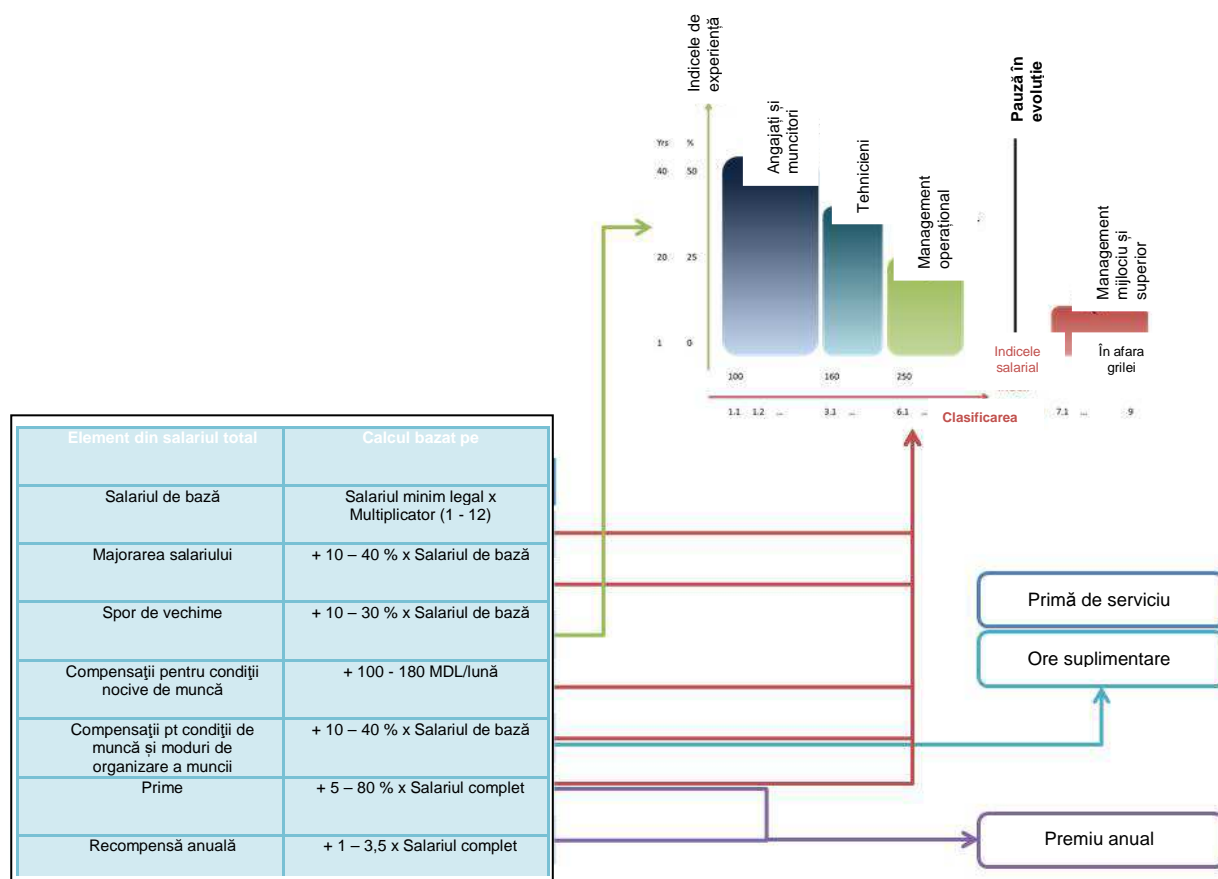 Indicele de
experiență
Pauză în
evoluție
Angajați și
muncitori
Tehnicieni
Management
operațional
Management
mijlociu și
superior
Yrs %
40 50
20 25
1 0
Indicele
salarial
În afara
grilei
100 160 250
1.1 1.2 ... 3.1 ... 6.1 ... Clasificarea 7.1 ... 9
Element din salariul total Calcul bazat pe
Salariul de bază Salariul minim legal x
Multiplicator (1 - 12)
Majorarea salariului + 10 – 40 % x Salariul de bază
Spor de vechime + 10 – 30 % x Salariul de bază
Compensaţii pentru condiţii
nocive de muncă + 100 - 180 MDL/lună
Compensaţii pt condiţii de
muncă și moduri de
organizare a muncii + 10 – 40 % x Salariul de bază
Prime + 5 – 80 % x Salariul complet
Recompensă anuală + 1 – 3,5 x Salariul complet
Primă de serviciu
Ore suplimentare
Premiu anual